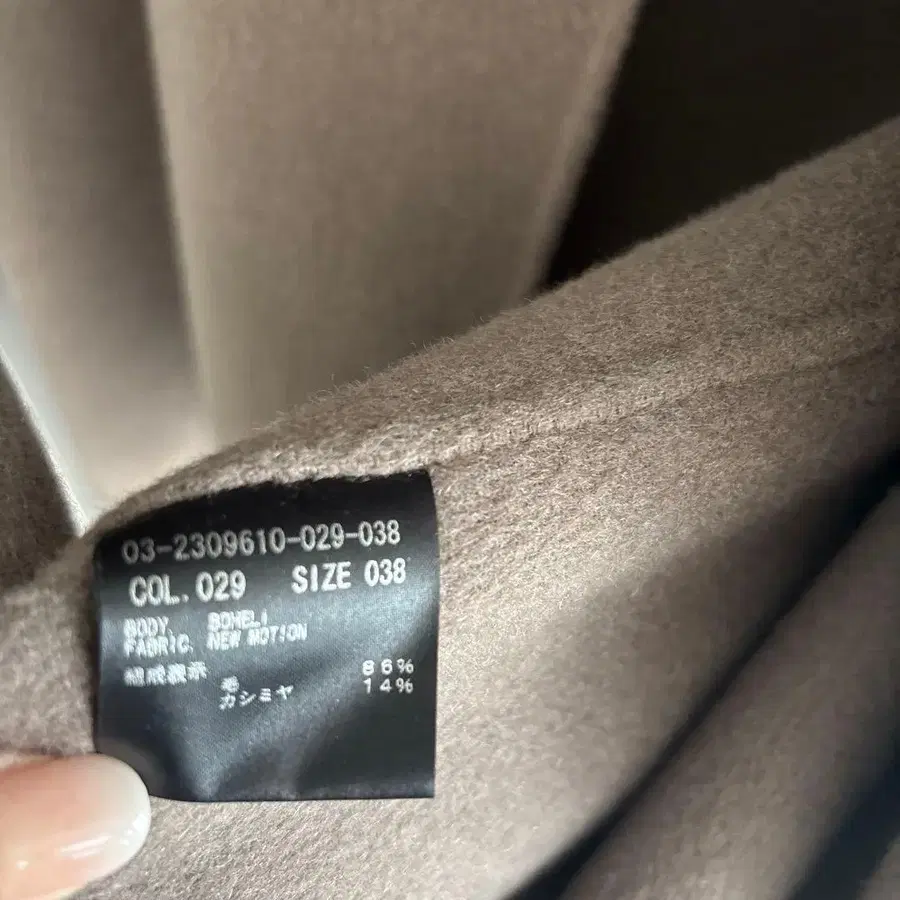 03-2309610-029-038
COL. 029 SIZE 038
BODY. BOHELI
FABRIC. NEW MOTION
組成表示
毛 86%
カシミヤ 14%